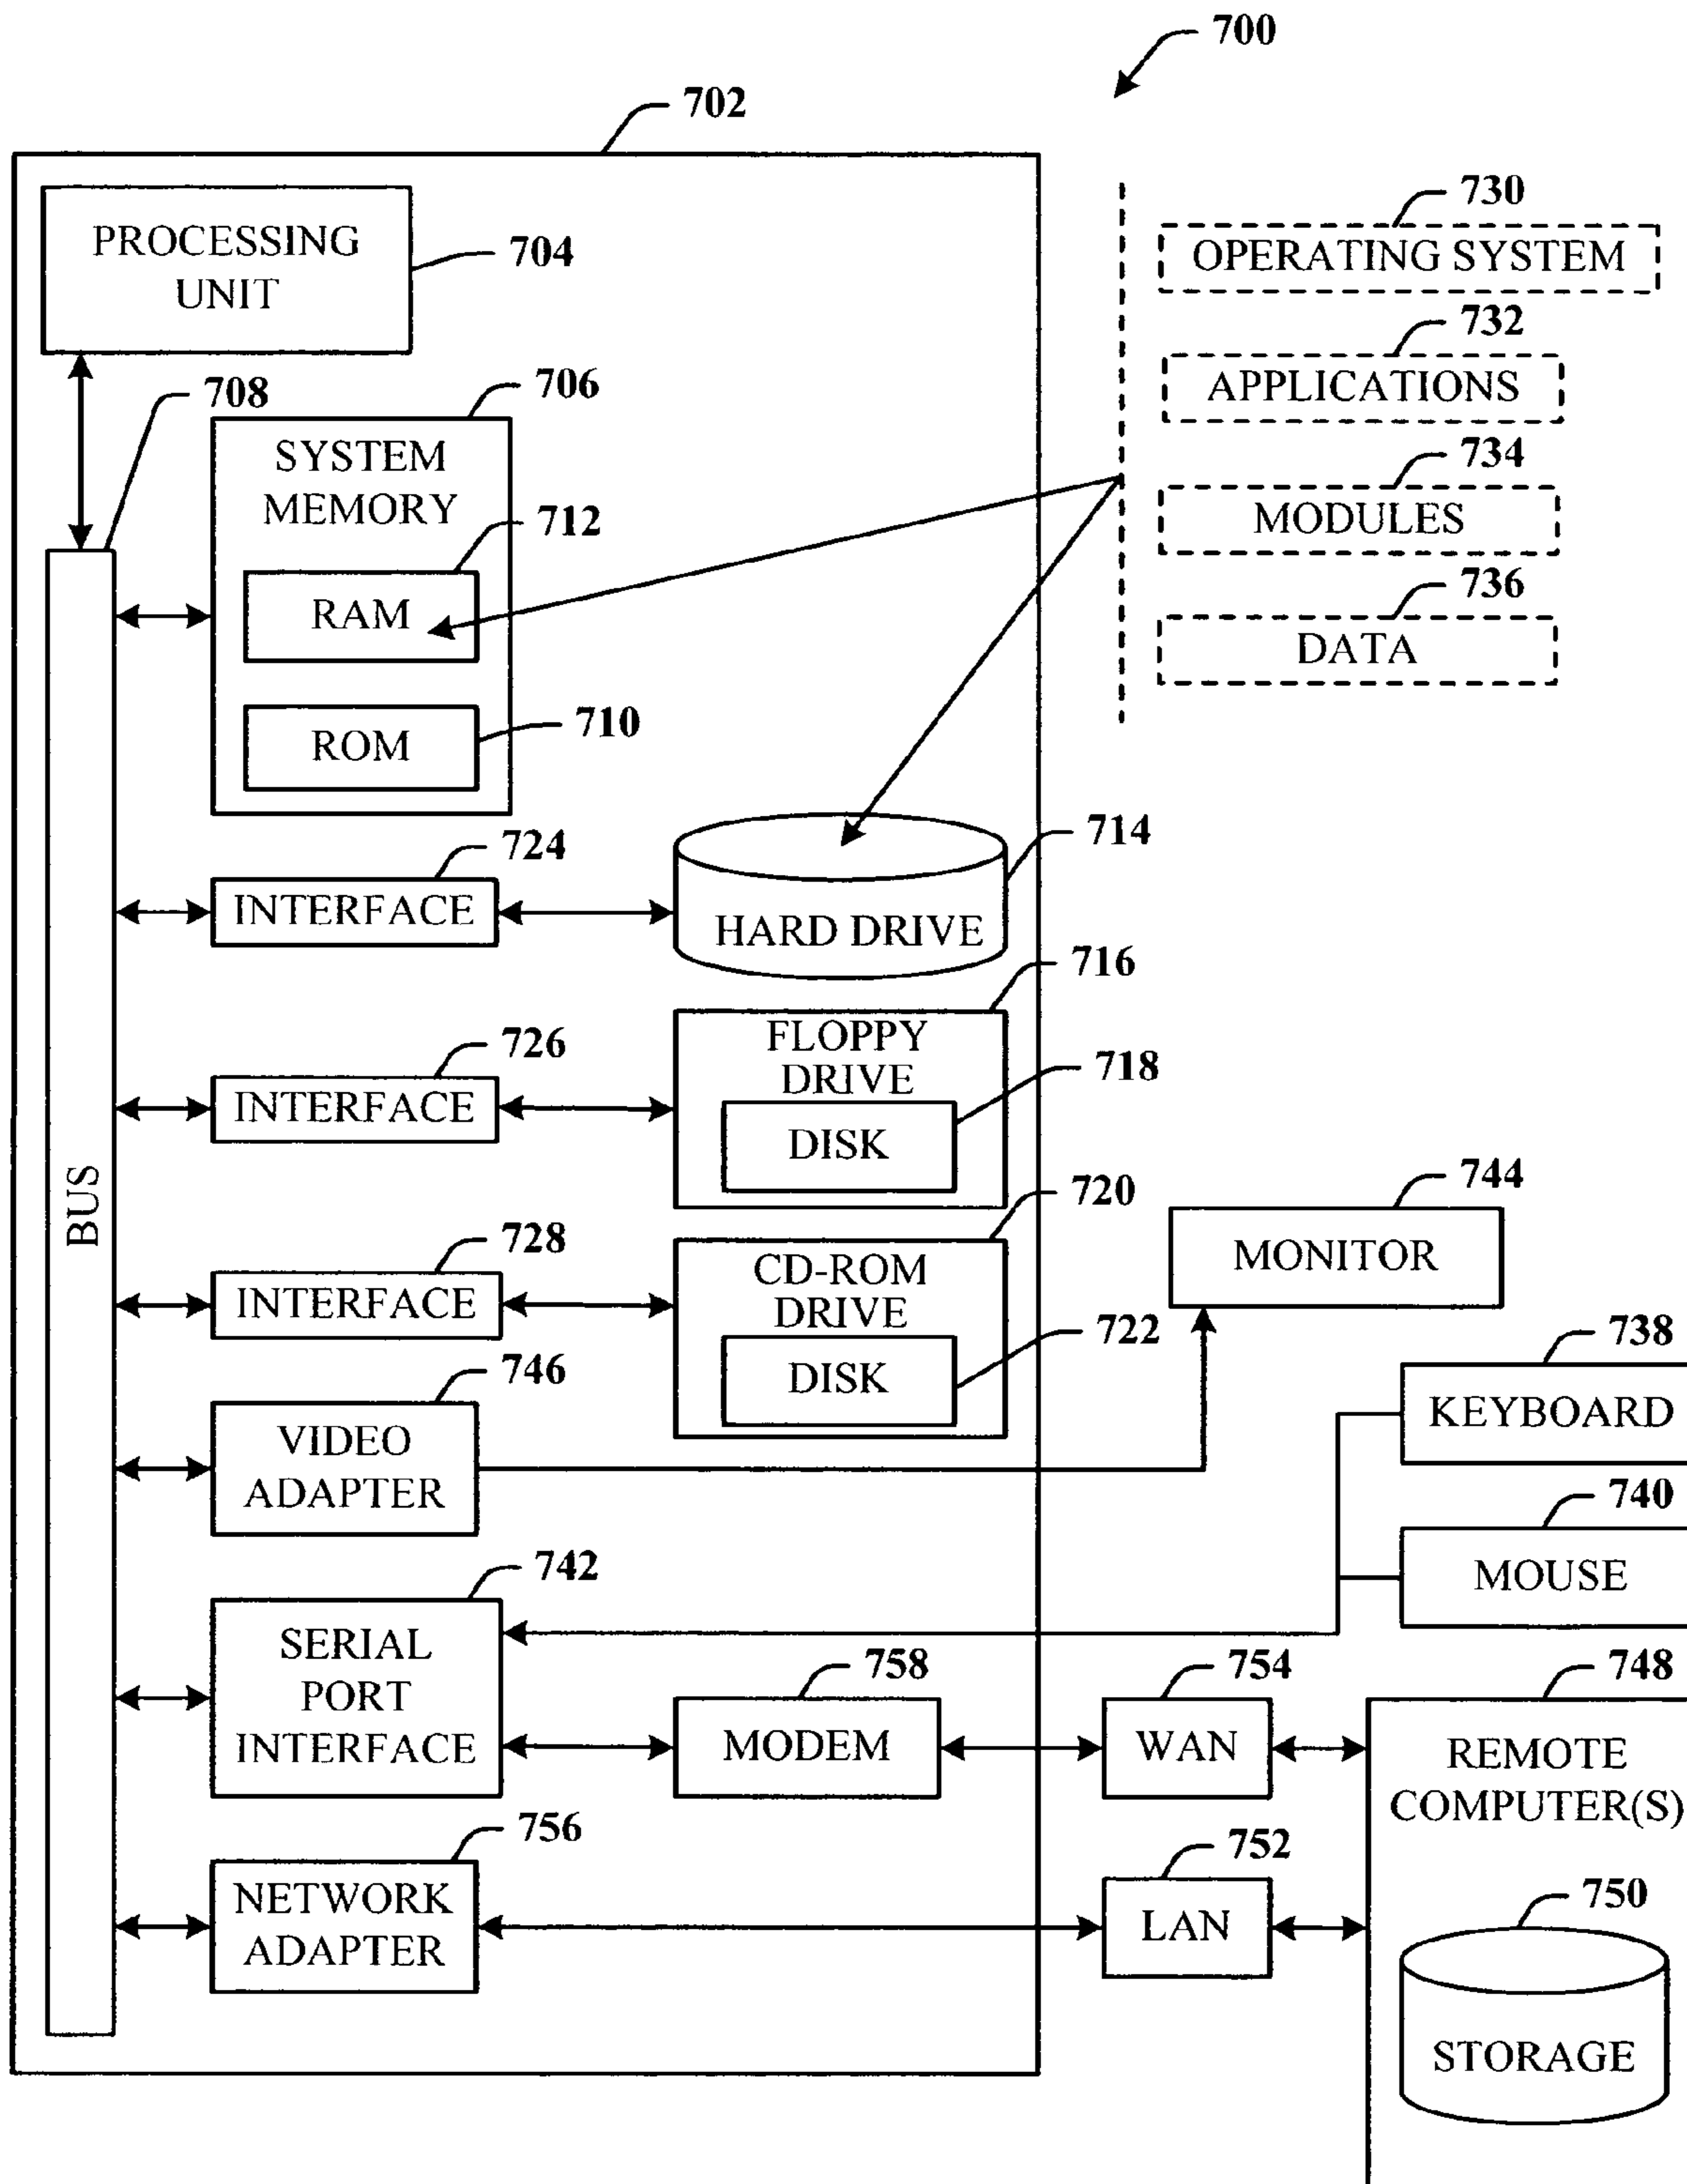 700
702
PROCESSING
UNIT
704
730
OPERATING SYSTEM
732
APPLICATIONS
734
MODULES
736
DATA
708
706
SYSTEM
MEMORY
712
RAM
710
ROM
BUS
724
INTERFACE
714
HARD DRIVE
726
INTERFACE
716
FLOPPY
DRIVE
718
DISK
728
INTERFACE
720
CD-ROM
DRIVE
722
DISK
744
MONITOR
746
VIDEO
ADAPTER
738
KEYBOARD
740
MOUSE
742
SERIAL
PORT
INTERFACE
758
MODEM
754
WAN
748
REMOTE
COMPUTER(S)
756
NETWORK
ADAPTER
752
LAN
750
STORAGE